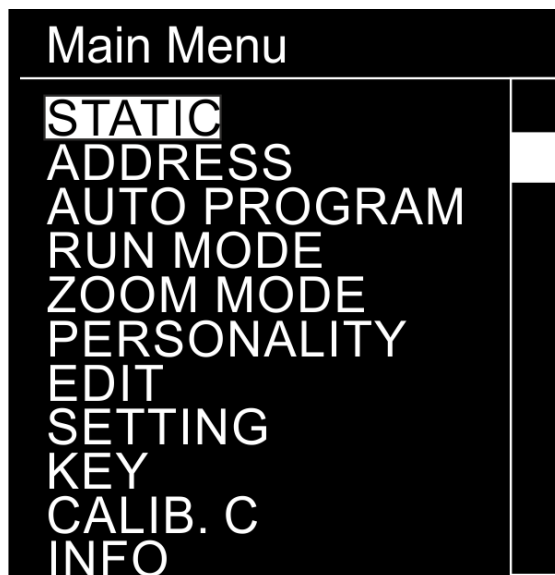 Main Menu
STATIC
ADDRESS
AUTO PROGRAM
RUN MODE
ZOOM MODE
PERSONALITY
EDIT
SETTING
KEY
CALIB. C
INFO